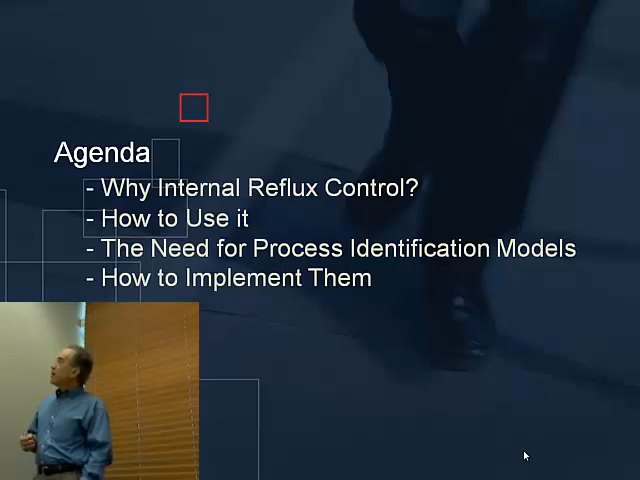 Agenda
- Why Internal Reflux Control?
- How to Use it
- The Need for Process Identification Models
- How to Implement Them